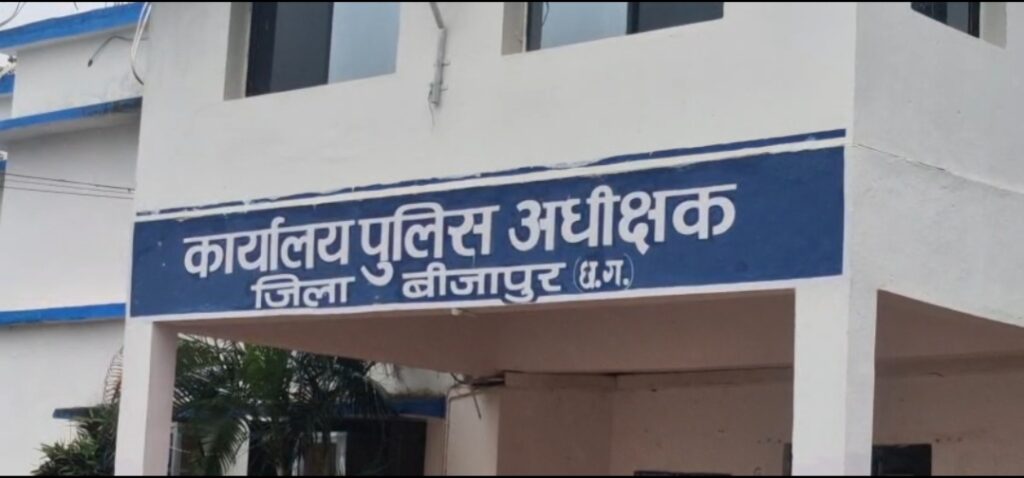 कार्यालय पुलिस अधीक्षक
जिला बीजापुर (छ.ग.)